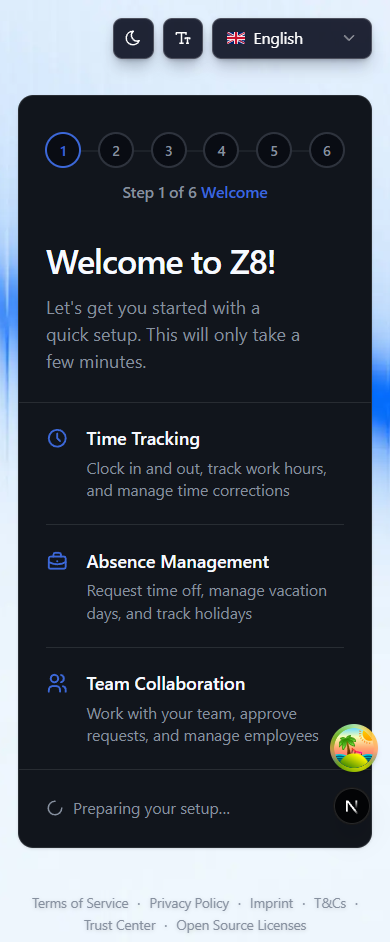 English
1
2
3
4
5
6
Step 1 of 6 Welcome
Welcome to Z8!
Let's get you started with a
quick setup. This will only take a
few minutes.
Time Tracking
Clock in and out, track work hours,
and manage time corrections
Absence Management
Request time off, manage vacation
days, and track holidays
Team Collaboration
Work with your team, approve
requests, and manage employees
Preparing your setup...
N
Terms of Service · Privacy Policy · Imprint · T&Cs ·
Trust Center · Open Source Licenses